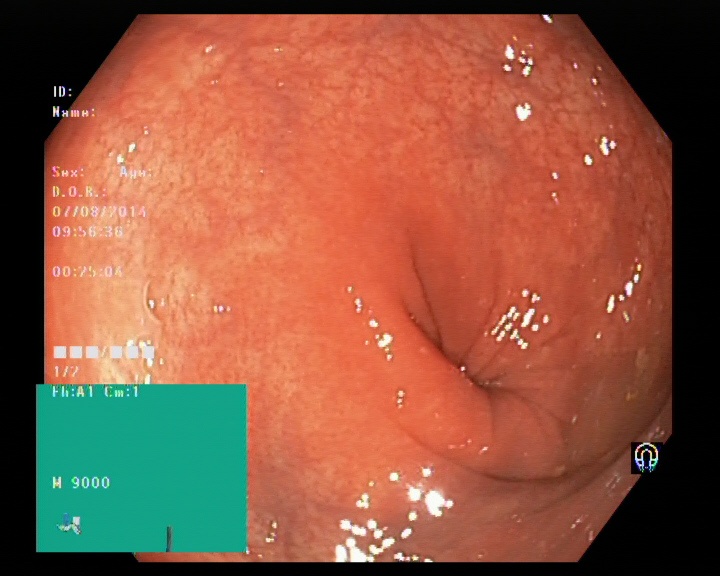 ID:
Name:
Sex: Age:
D.O.B.:
07/08/2014
09:56:36
00:25:04
■■■/■■■
1/2
Ph:A1 Cm:1
M 9000